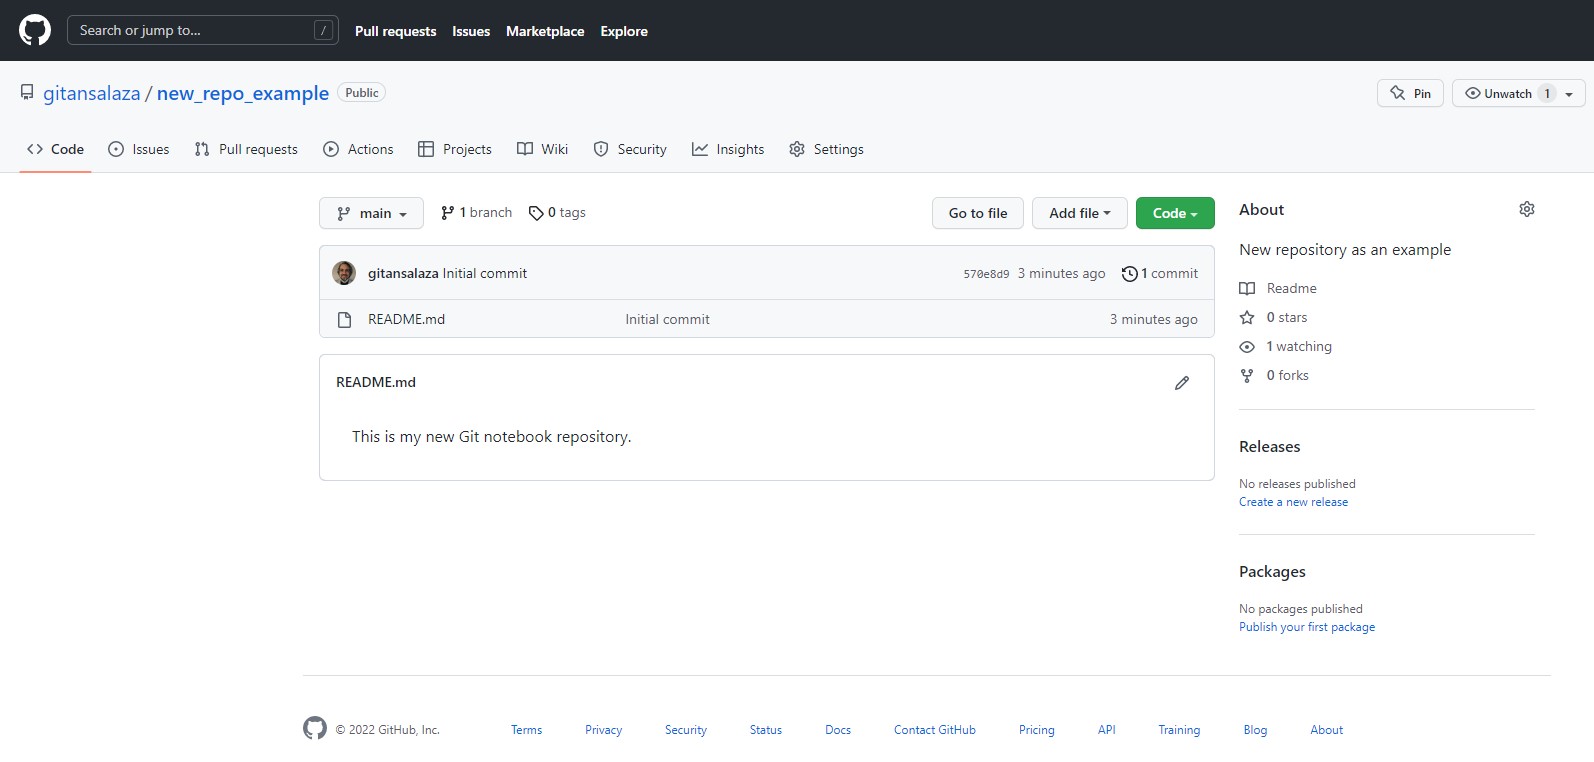 Search or jump to... /
Pull requests Issues Marketplace Explore
gitansalaza / new_repo_example Public
Pin Unwatch 1
Code Issues Pull requests Actions Projects Wiki Security Insights Settings
main 1 branch 0 tags Go to file Add file Code
gitansalaza Initial commit 570e8d9 3 minutes ago 1 commit
README.md Initial commit 3 minutes ago
README.md
This is my new Git notebook repository.
About
New repository as an example
Readme
0 stars
1 watching
0 forks
Releases
No releases published
Create a new release
Packages
No packages published
Publish your first package
© 2022 GitHub, Inc. Terms Privacy Security Status Docs Contact GitHub Pricing API Training Blog About